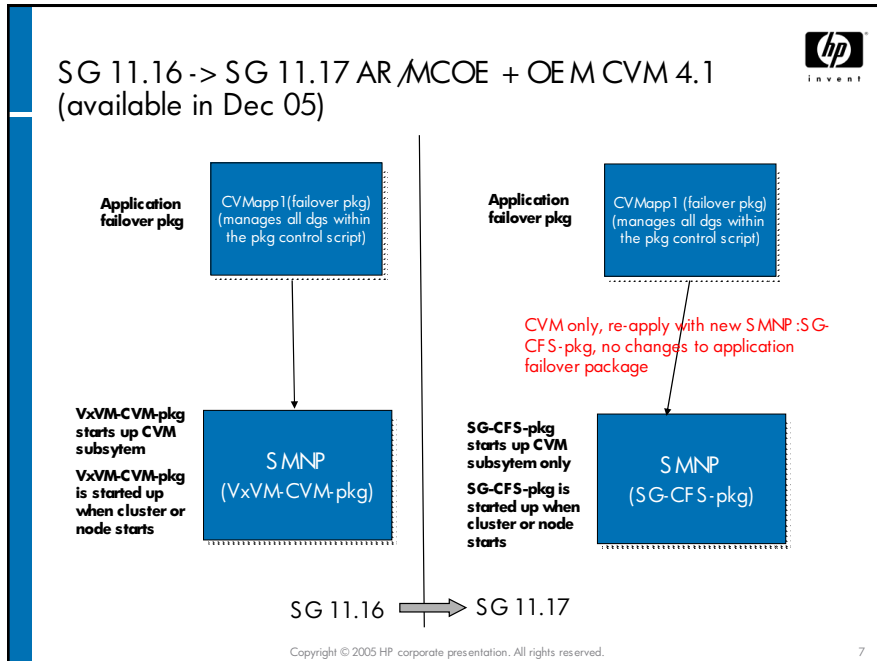 SG 11.16 -> SG 11.17 AR/MCOE + OEM CVM 4.1
(available in Dec 05)
hp
invent
Application
failover pkg
CVMapp1(failover pkg)
(manages all dgs within
the pkg control script)
VxVM-CVM-pkg
starts up CVM
subsytem
VxVM-CVM-pkg
is started up
when cluster or
node starts
SMNP
(VxVM-CVM-pkg)
Application
failover pkg
CVMapp1(failover pkg)
(manages all dgs within
the pkg control script)
CVM only, re-apply with new SMNP:SG-
CFS-pkg, no changes to application
failover package
SG-CFS-pkg
starts up CVM
subsytem only
SG-CFS-pkg is
started up when
cluster or node
starts
SMNP
(SG-CFS-pkg)
SG 11.16
SG 11.17
Copyright © 2005 HP corporate presentation. All rights reserved.
7